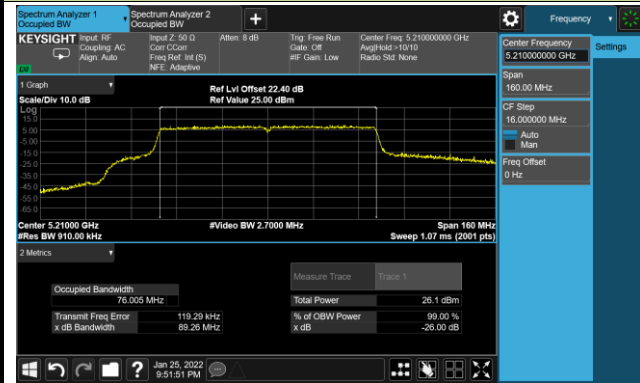 Spectrum Analyzer 1
Occupied BW
Spectrum Analyzer 2
Occupied BW
+
Frequency
KEYSIGHT
Input: RF
Coupling: AC
Align: Auto
Input Z: 50 Ω
Corr CCorr
Freq Ref: Int (S)
NFE: Adaptive
Atten: 8 dB
Trig: Free Run
Gate: Off
#IF Gain: Low
Center Freq: 5.210000000 GHz
Avg|Hold >10/10
Radio Std: None
Center Frequency
5.210000000 GHz
Settings
Span
160.00 MHz
CF Step
16.000000 MHz
Auto
Man
Freq Offset
0 Hz
1 Graph
Scale/Div 10.0 dB
Ref Lvl Offset 22.40 dB
Ref Value 25.00 dBm
Log
15.0
5.00
-5.00
-15.0
-25.0
-35.0
-45.0
-55.0
-65.0
Center 5.21000 GHz
#Video BW 2.7000 MHz
Span 160 MHz
#Res BW 910.00 kHz
Sweep 1.07 ms (2001 pts)
2 Metrics
Measure Trace
Trace 1
Occupied Bandwidth
76.005 MHz
Total Power
26.1 dBm
Transmit Freq Error
119.29 kHz
% of OBW Power
99.00 %
x dB Bandwidth
89.26 MHz
x dB
-26.00 dB
?
Jan 25, 2022
9:51:51 PM